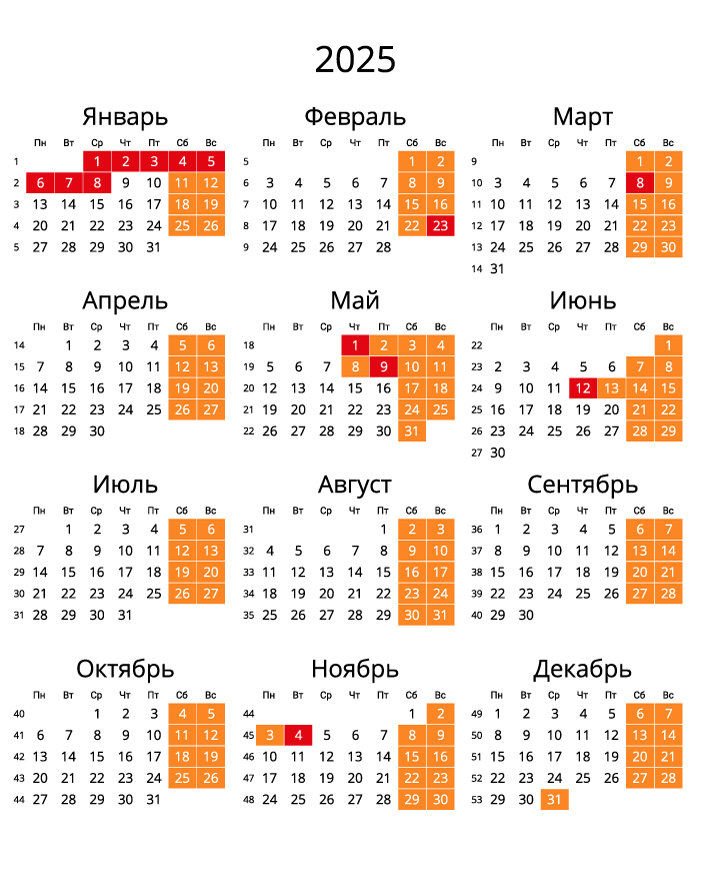 2025
Январь Февраль Март
Пн Вт Ср Чт Пт Сб Вс Пн Вт Ср Чт Пт Сб Вс Пн Вт Ср Чт Пт Сб Вс
1 1 2 3 4 5 5 1 2 9 1 2
2 6 7 8 9 10 11 12 6 3 4 5 6 7 8 9 10 3 4 5 6 7 8 9
3 13 14 15 16 17 18 19 7 10 11 12 13 14 15 16 11 10 11 12 13 14 15 16
4 20 21 22 23 24 25 26 8 17 18 19 20 21 22 23 12 17 18 19 20 21 22 23
5 27 28 29 30 31 9 24 25 26 27 28 13 24 25 26 27 28 29 30
14 31
Апрель Май Июнь
Пн Вт Ср Чт Пт Сб Вс Пн Вт Ср Чт Пт Сб Вс Пн Вт Ср Чт Пт Сб Вс
14 1 2 3 4 5 6 18 1 2 3 4 22 1
15 7 8 9 10 11 12 13 19 5 6 7 8 9 10 11 23 2 3 4 5 6 7 8
16 14 15 16 17 18 19 20 20 12 13 14 15 16 17 18 24 9 10 11 12 13 14 15
17 21 22 23 24 25 26 27 21 19 20 21 22 23 24 25 25 16 17 18 19 20 21 22
18 28 29 30 22 26 27 28 29 30 31 26 23 24 25 26 27 28 29
27 30
Июль Август Сентябрь
Пн Вт Ср Чт Пт Сб Вс Пн Вт Ср Чт Пт Сб Вс Пн Вт Ср Чт Пт Сб Вс
27 1 2 3 4 5 6 31 1 2 3 36 1 2 3 4 5 6 7
28 7 8 9 10 11 12 13 32 4 5 6 7 8 9 10 37 8 9 10 11 12 13 14
29 14 15 16 17 18 19 20 33 11 12 13 14 15 16 17 38 15 16 17 18 19 20 21
30 21 22 23 24 25 26 27 34 18 19 20 21 22 23 24 39 22 23 24 25 26 27 28
31 28 29 30 31 35 25 26 27 28 29 30 31 40 29 30
Октябрь Ноябрь Декабрь
Пн Вт Ср Чт Пт Сб Вс Пн Вт Ср Чт Пт Сб Вс Пн Вт Ср Чт Пт Сб Вс
40 1 2 3 4 5 44 1 2 49 1 2 3 4 5 6 7
41 6 7 8 9 10 11 12 45 3 4 5 6 7 8 9 50 8 9 10 11 12 13 14
42 13 14 15 16 17 18 19 46 10 11 12 13 14 15 16 51 15 16 17 18 19 20 21
43 20 21 22 23 24 25 26 47 17 18 19 20 21 22 23 52 22 23 24 25 26 27 28
44 27 28 29 30 31 48 24 25 26 27 28 29 30 53 29 30 31